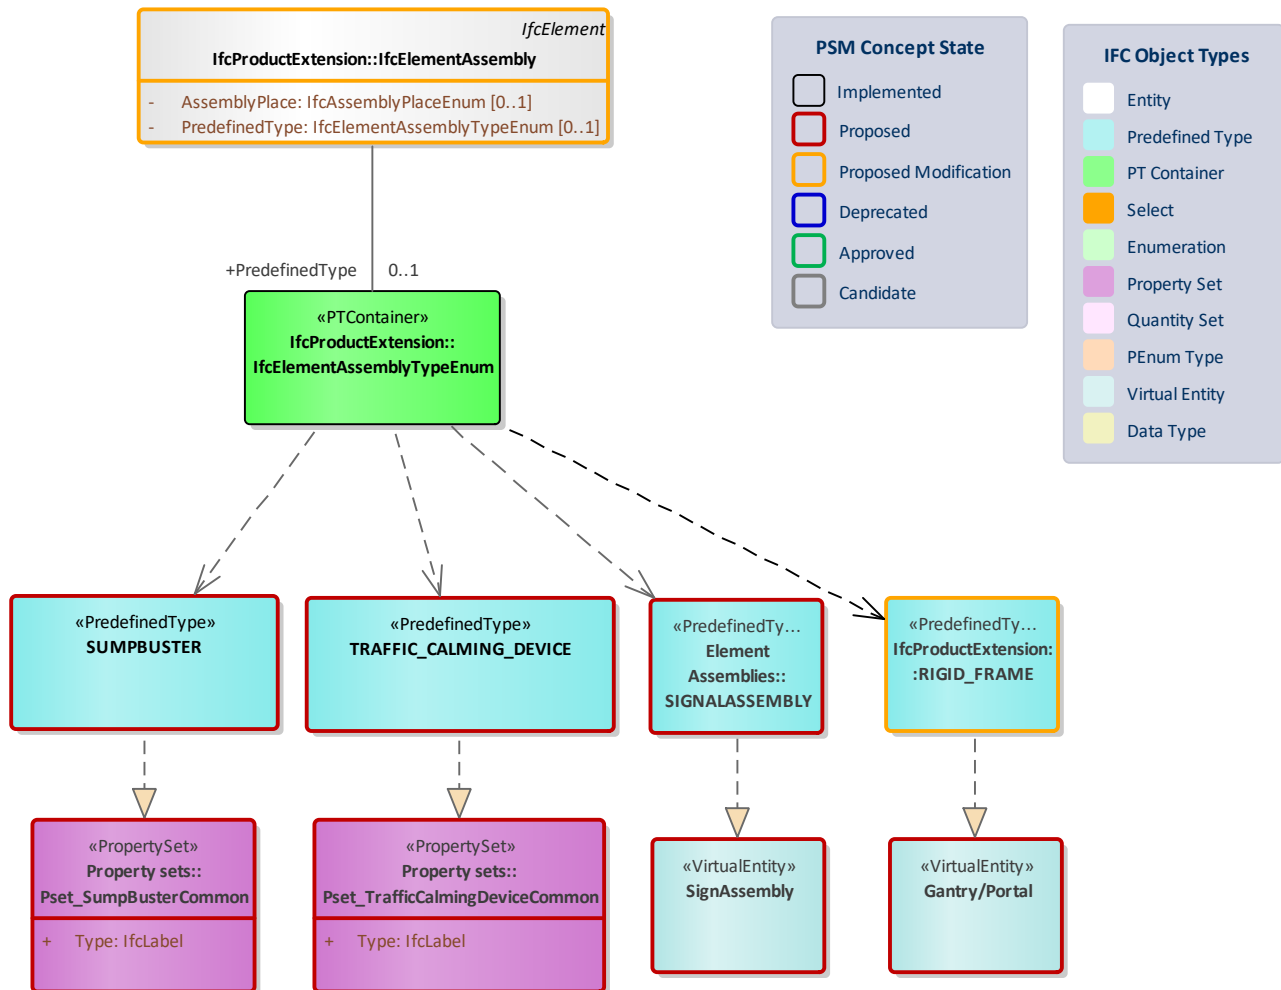 IfcElement
IfcProductExtension::IfcElementAssembly
- AssemblyPlace: IfcAssemblyPlaceEnum [0..1]
- PredefinedType: IfcElementAssemblyTypeEnum [0..1]
PSM Concept State
Implemented
Proposed
Proposed Modification
Deprecated
Approved
Candidate
IFC Object Types
Entity
Predefined Type
PT Container
Select
Enumeration
Property Set
Quantity Set
PEnum Type
Virtual Entity
Data Type
+PredefinedType 0..1
«PTContainer»
IfcProductExtension::
IfcElementAssemblyTypeEnum
«PredefinedType»
SUMPBUSTER
«PredefinedType»
TRAFFIC_CALMING_DEVICE
«PredefinedTy...
Element
Assemblies::
SIGNALASSEMBLY
«PredefinedTy...
IfcProductExtension:
:RIGID_FRAME
«PropertySet»
Property sets::
Pset_SumpBusterCommon
+ Type: IfcLabel
«PropertySet»
Property sets::
Pset_TrafficCalmingDeviceCommon
+ Type: IfcLabel
«VirtualEntity»
SignAssembly
«VirtualEntity»
Gantry/Portal